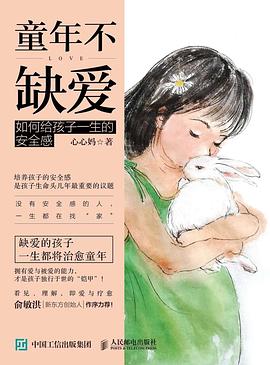 童年不
LOVE
缺爱
如何给孩子一生的
安全感
心心妈☆著
培养孩子的安全感
是孩子生命头几年最重要的议题
没有安全感的人，
一生都在找“家”
缺爱的孩子
一生都将治愈童年
拥有爱与被爱的能力，
才是孩子独行于世的“铠甲”！
看见，理解，即爱与疗愈
俞敏洪|新东方创始人|作序力荐！
中国工信出版集团
人民邮电出版社
POSTS & TELECOM PRESS